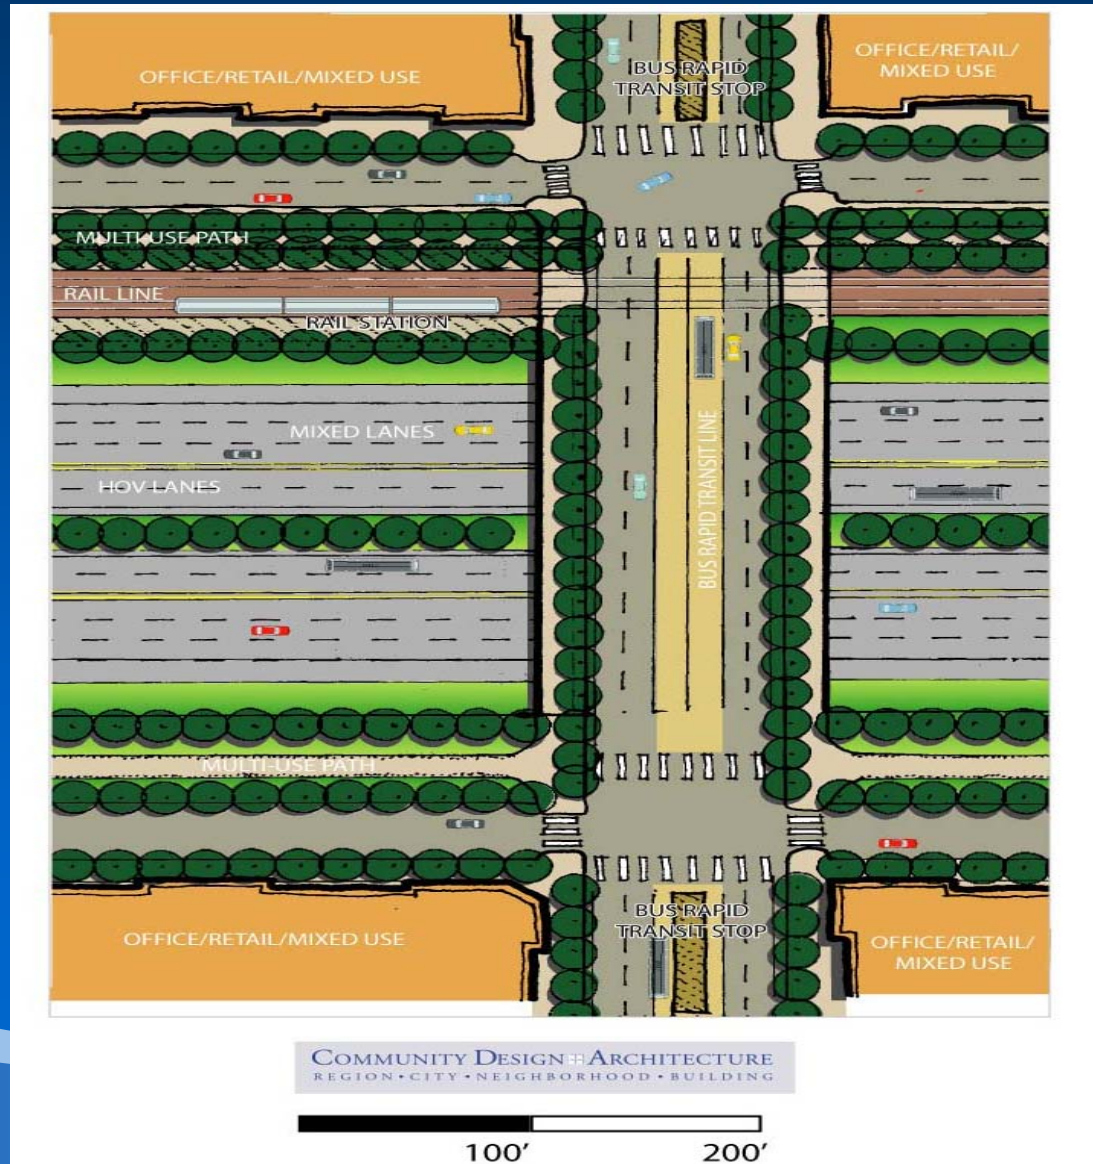 OFFICE/RETAIL/MIXED USE
BUS RAPID
TRANSIT STOP
OFFICE/RETAIL/
MIXED USE
MULTI-USE PATH
RAIL LINE
RAIL STATION
MIXED LANES
HOV LANES
BUS RAPID TRANSIT LINE
MULTI-USE PATH
OFFICE/RETAIL/MIXED USE
BUS RAPID
TRANSIT STOP
OFFICE/RETAIL/
MIXED USE
COMMUNITY DESIGN ARCHITECTURE
REGION • CITY • NEIGHBORHOOD • BUILDING
100' 200'